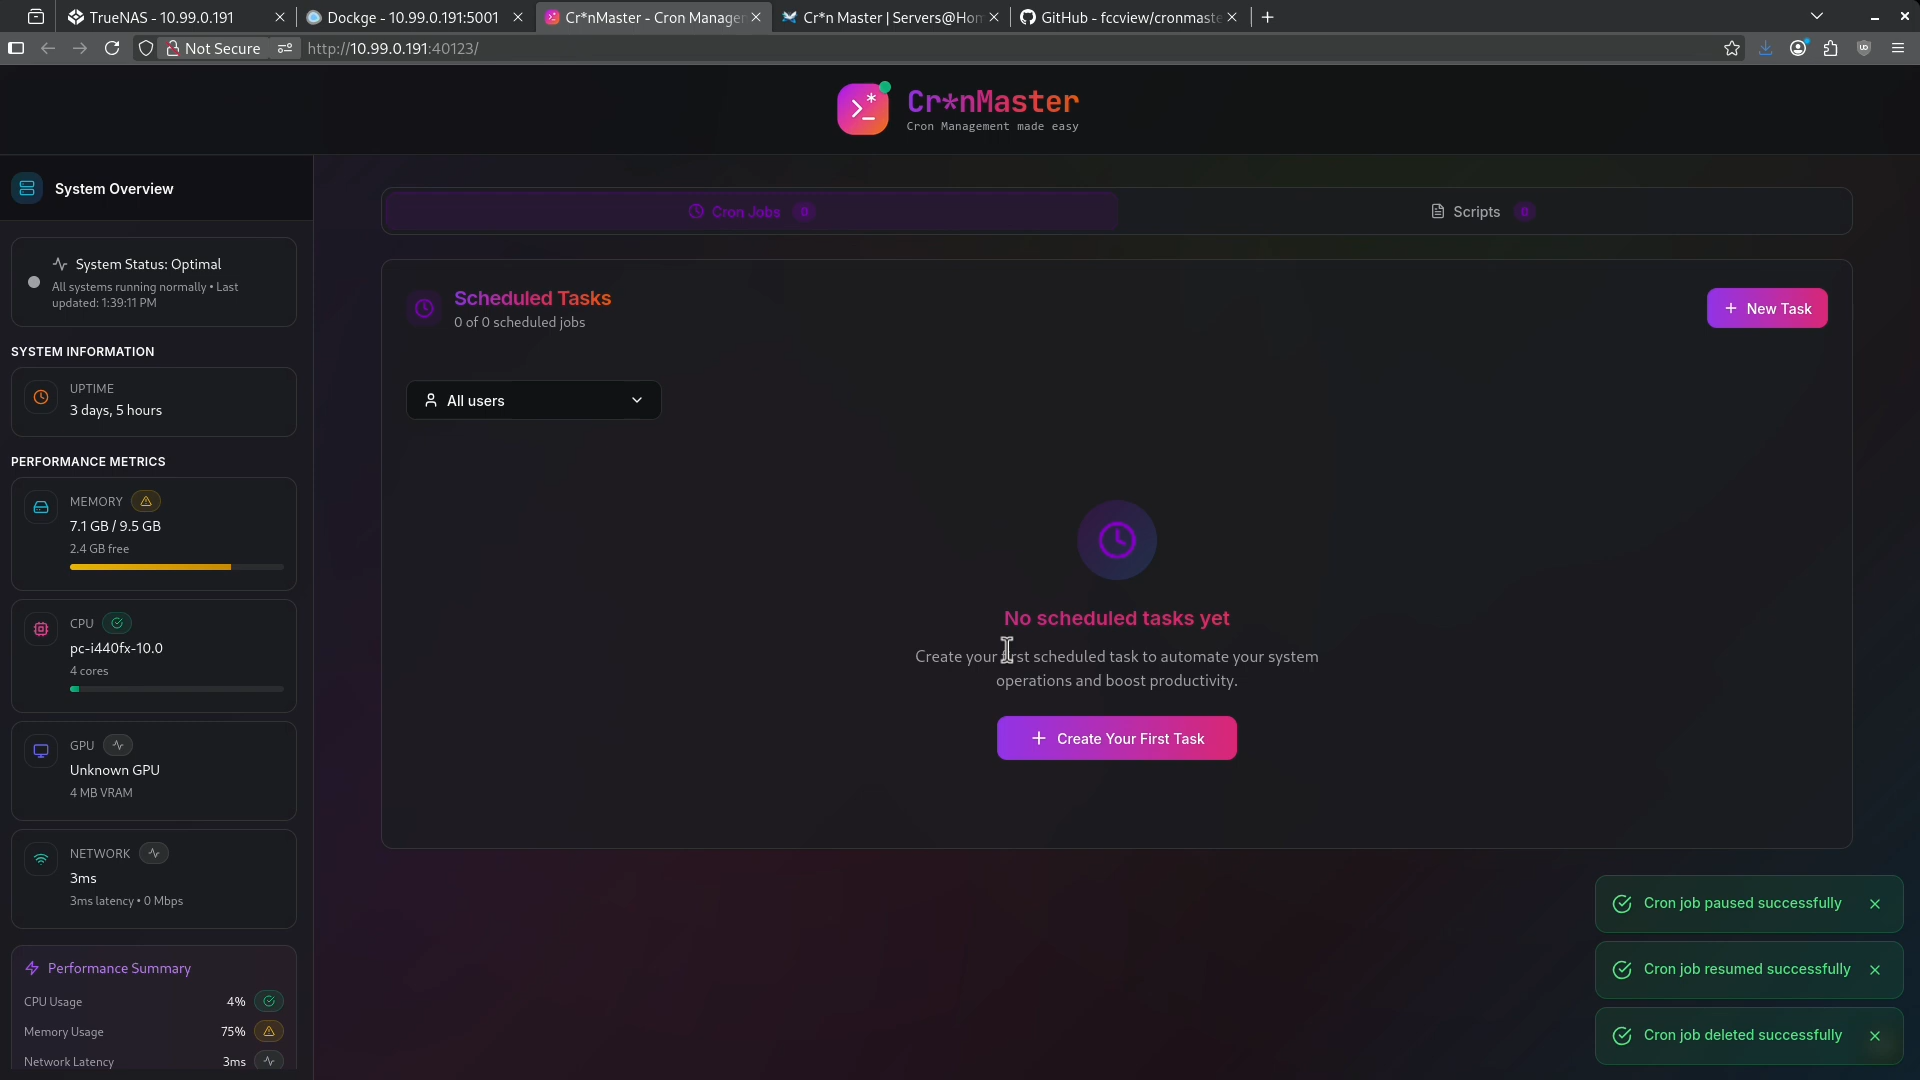 TrueNAS - 10.99.0.191
Dockge - 10.99.0.191:5001
Cr*nMaster - Cron Manager
Cr*n Master | Servers@Hom
GitHub - fccview/cronmaste
Not Secure
http://10.99.0.191:40123/
Cr*nMaster
Cron Management made easy
System Overview
System Status: Optimal
All systems running normally • Last
updated: 1:39:11 PM
SYSTEM INFORMATION
UPTIME
3 days, 5 hours
PERFORMANCE METRICS
MEMORY
7.1 GB / 9.5 GB
2.4 GB free
CPU
pc-i440fx-10.0
4 cores
GPU
Unknown GPU
4 MB VRAM
NETWORK
3ms
3ms latency • 0 Mbps
Performance Summary
CPU Usage 4%
Memory Usage 75%
Network Latency 3ms
Cron Jobs 0
Scripts 0
Scheduled Tasks
0 of 0 scheduled jobs
New Task
All users
No scheduled tasks yet
Create your first scheduled task to automate your system
operations and boost productivity.
Create Your First Task
Cron job paused successfully
Cron job resumed successfully
Cron job deleted successfully